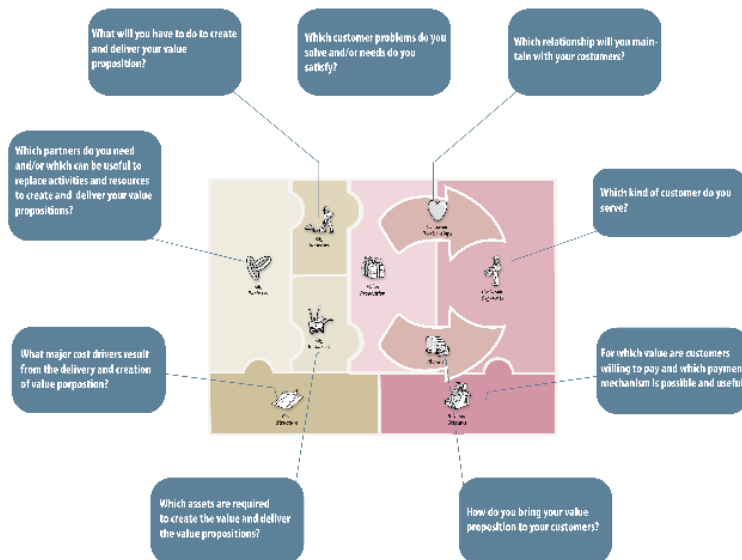 What will you have to do to create
and deliver your value
proposition?
Which customer problems do you
solve and/or needs do you
satisfy?
Which relationship will you main-
tain with your costumers?
Which partners do you need
and/or which can be useful to
replace activities and resources
to create and deliver your value
propositions?
Which kind of customer do you
serve?
What major cost drivers result
from the delivery and creation
of value porpostion?
For which value are customers
willing to pay and which payment
mechanism is possible and useful
Which assets are required
to create the value and deliver
the value propositions?
How do you bring your value
proposition to your customers?